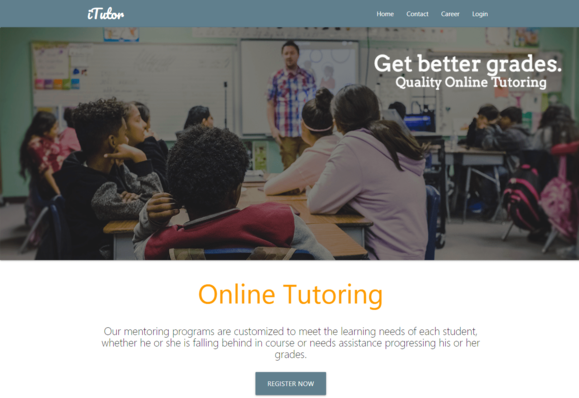 iTutor
Home Contact Career Login
Get better grades.
Quality Online Tutoring
Online Tutoring
Our mentoring programs are customized to meet the learning needs of each student,
whether he or she is falling behind in course or needs assistance progressing his or her
grades.
REGISTER NOW